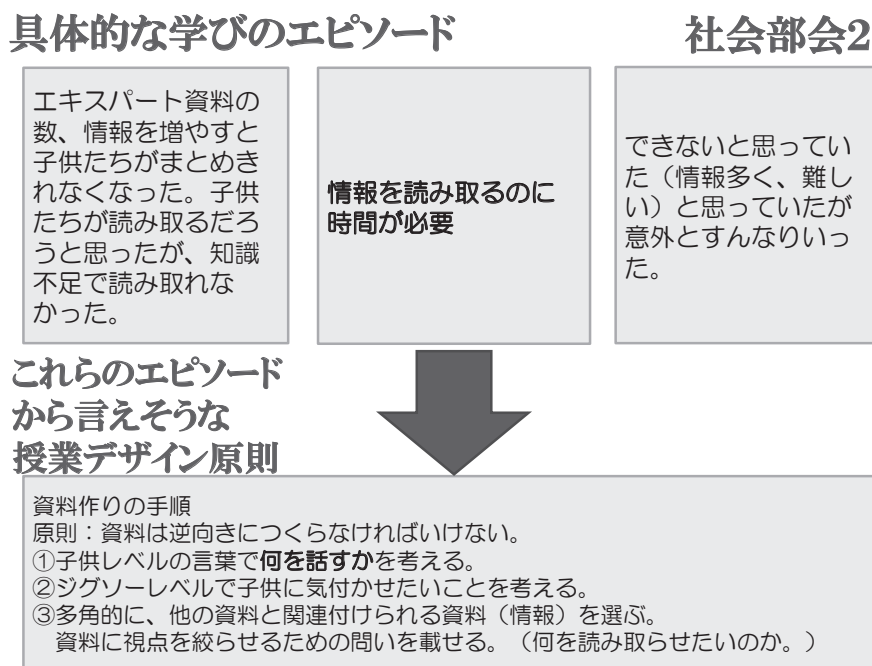 具体的な学びのエピソード
社会部会2
エキスパート資料の
数、情報を増やすと
子供たちがまとめき
れなくなった。子供
たちが読み取るだろ
うと思ったが、知識
不足で読み取れな
かった。
情報を読み取るのに
時間が必要
できないと思ってい
た（情報多く、難し
い）と思っていたが
意外とすんなりいっ
た。
これらのエピソード
から言えそうな
授業デザイン原則
資料作りの手順
原則：資料は逆向きにつくらなければいけない。
①子供レベルの言葉で何を話すかを考える。
②ジグソーレベルで子供に気付かせたいことを考える。
③多角的に、他の資料と関連付けられる資料（情報）を選ぶ。
資料に視点を絞らせるための問いを載せる。（何を読み取らせたいのか。）